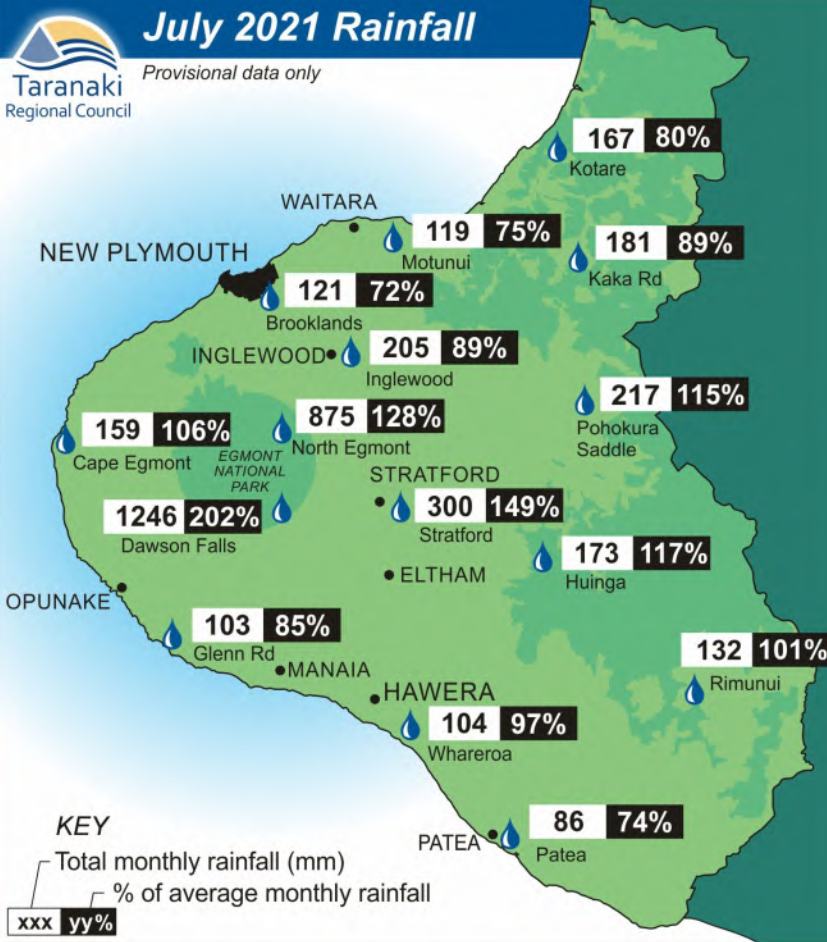 July 2021 Rainfall
Taranaki
Regional Council
Provisional data only
167 80%
Kotare
WAITARA
119 75%
Motunui
181 89%
Kaka Rd
NEW PLYMOUTH
121 72%
Brooklands
INGLEWOOD
205 89%
Inglewood
217 115%
Pohokura
Saddle
159 106%
Cape Egmont
875 128%
North Egmont
EGMONT
NATIONAL
PARK
STRATFORD
300 149%
Stratford
1246 202%
Dawson Falls
173 117%
Huinga
ELTHAM
OPUNAKE
103 85%
Glenn Rd
MANAIA
132 101%
Rimunui
HAWERA
104 97%
Whareroa
PATEA
86 74%
Patea
KEY
Total monthly rainfall (mm)
% of average monthly rainfall
xxx yy%